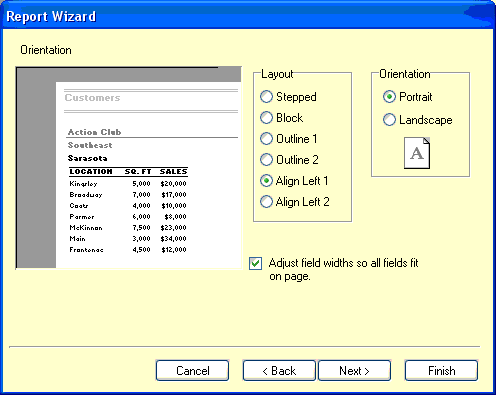 Report Wizard
Orientation
Customers
Action Club
Southeast
Sarasota
LOCATION SQ. FT SALES
Kingsley 5,000 $20,000
Broadway 7,000 $17,000
Coatr 4,000 $10,000
Parmer 6,000 $8,000
McKinnon 7,500 $23,000
Main 3,000 $34,000
Frontenac 4,500 $12,000
Layout
Stepped
Block
Outline 1
Outline 2
Align Left 1
Align Left 2
Orientation
Portrait
Landscape
A
Adjust field widths so all fields fit
on page.
Cancel
< Back
Next >
Finish